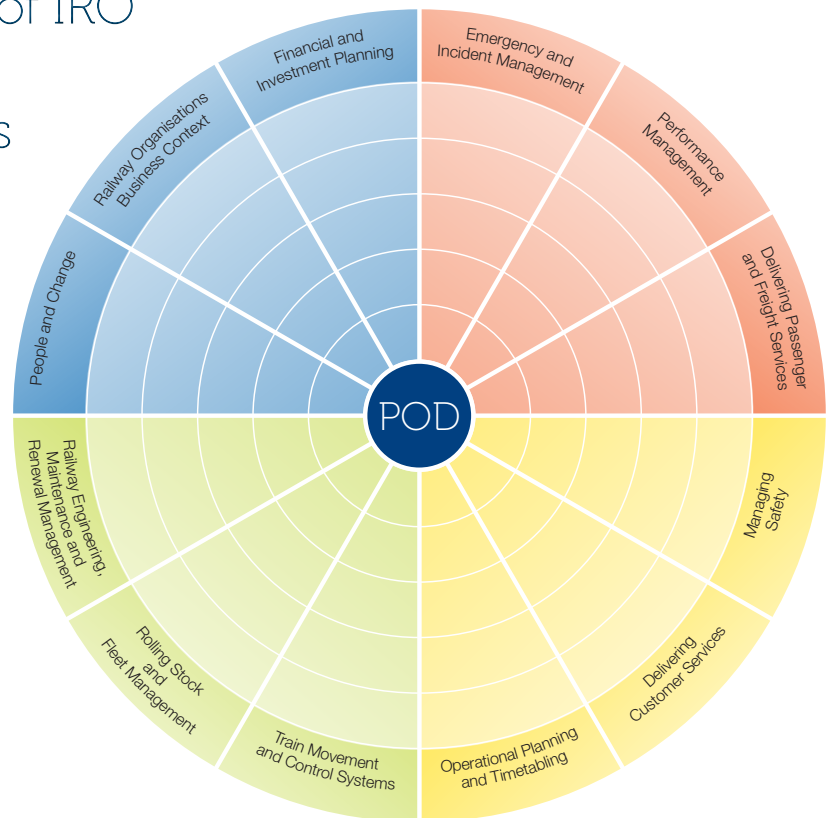 of IRO
s
Financial and
Investment Planning
Emergency and
Incident Management
Railway Organisations
Business Context
Performance
Management
People and Change
Delivering Passenger
and Freight Services
POD
Railway Engineering,
Maintenance and
Renewal Management
Managing
Safety
Rolling Stock
and
Fleet Management
Delivering
Customer Services
Train Movement
and Control Systems
Operational Planning
and Timetabling